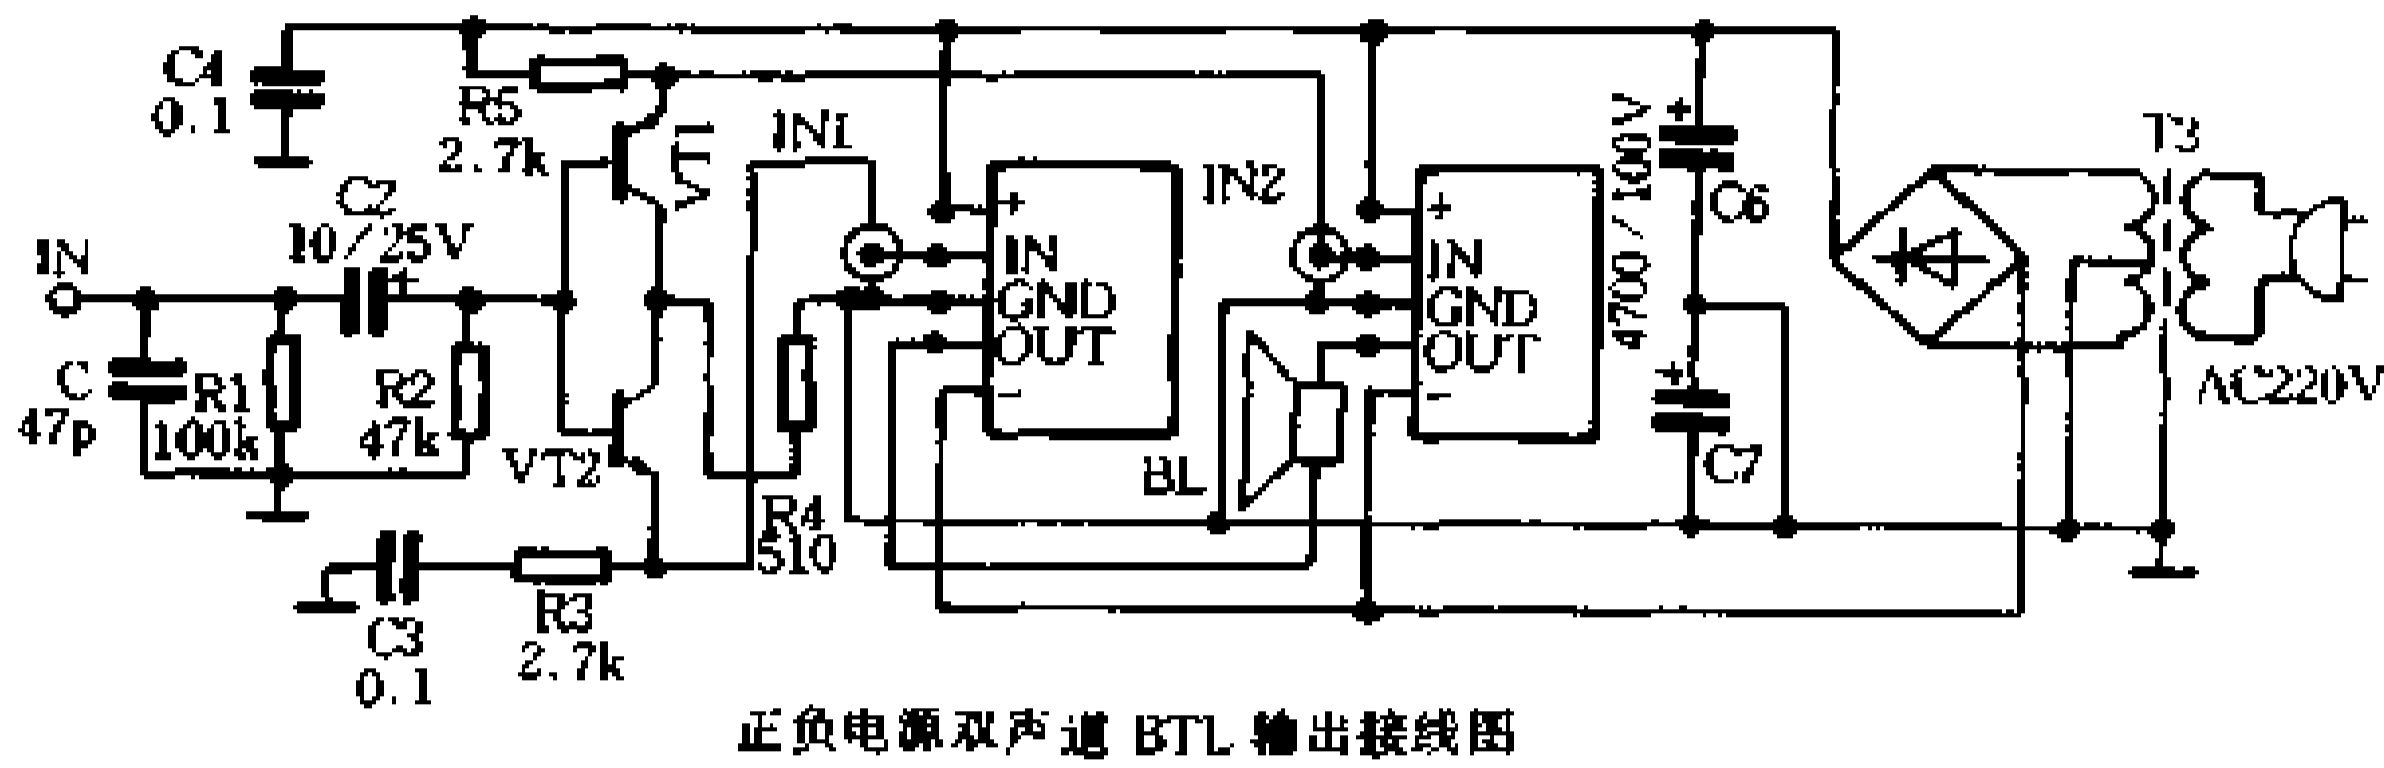 C4
0.1
R5
2.7k
VT1
IN1
IN2
4700/100V
+
C6
T3
C2
10/25V
+
IN
+
IN
GND
OUT
-
+
IN
GND
OUT
-
C
47p
R1
100k
R2
47k
VT2
R4
510
BL
+
C7
AC220V
R3
2.7k
C3
0.1
正负电源双声道 BTL 输出接线图